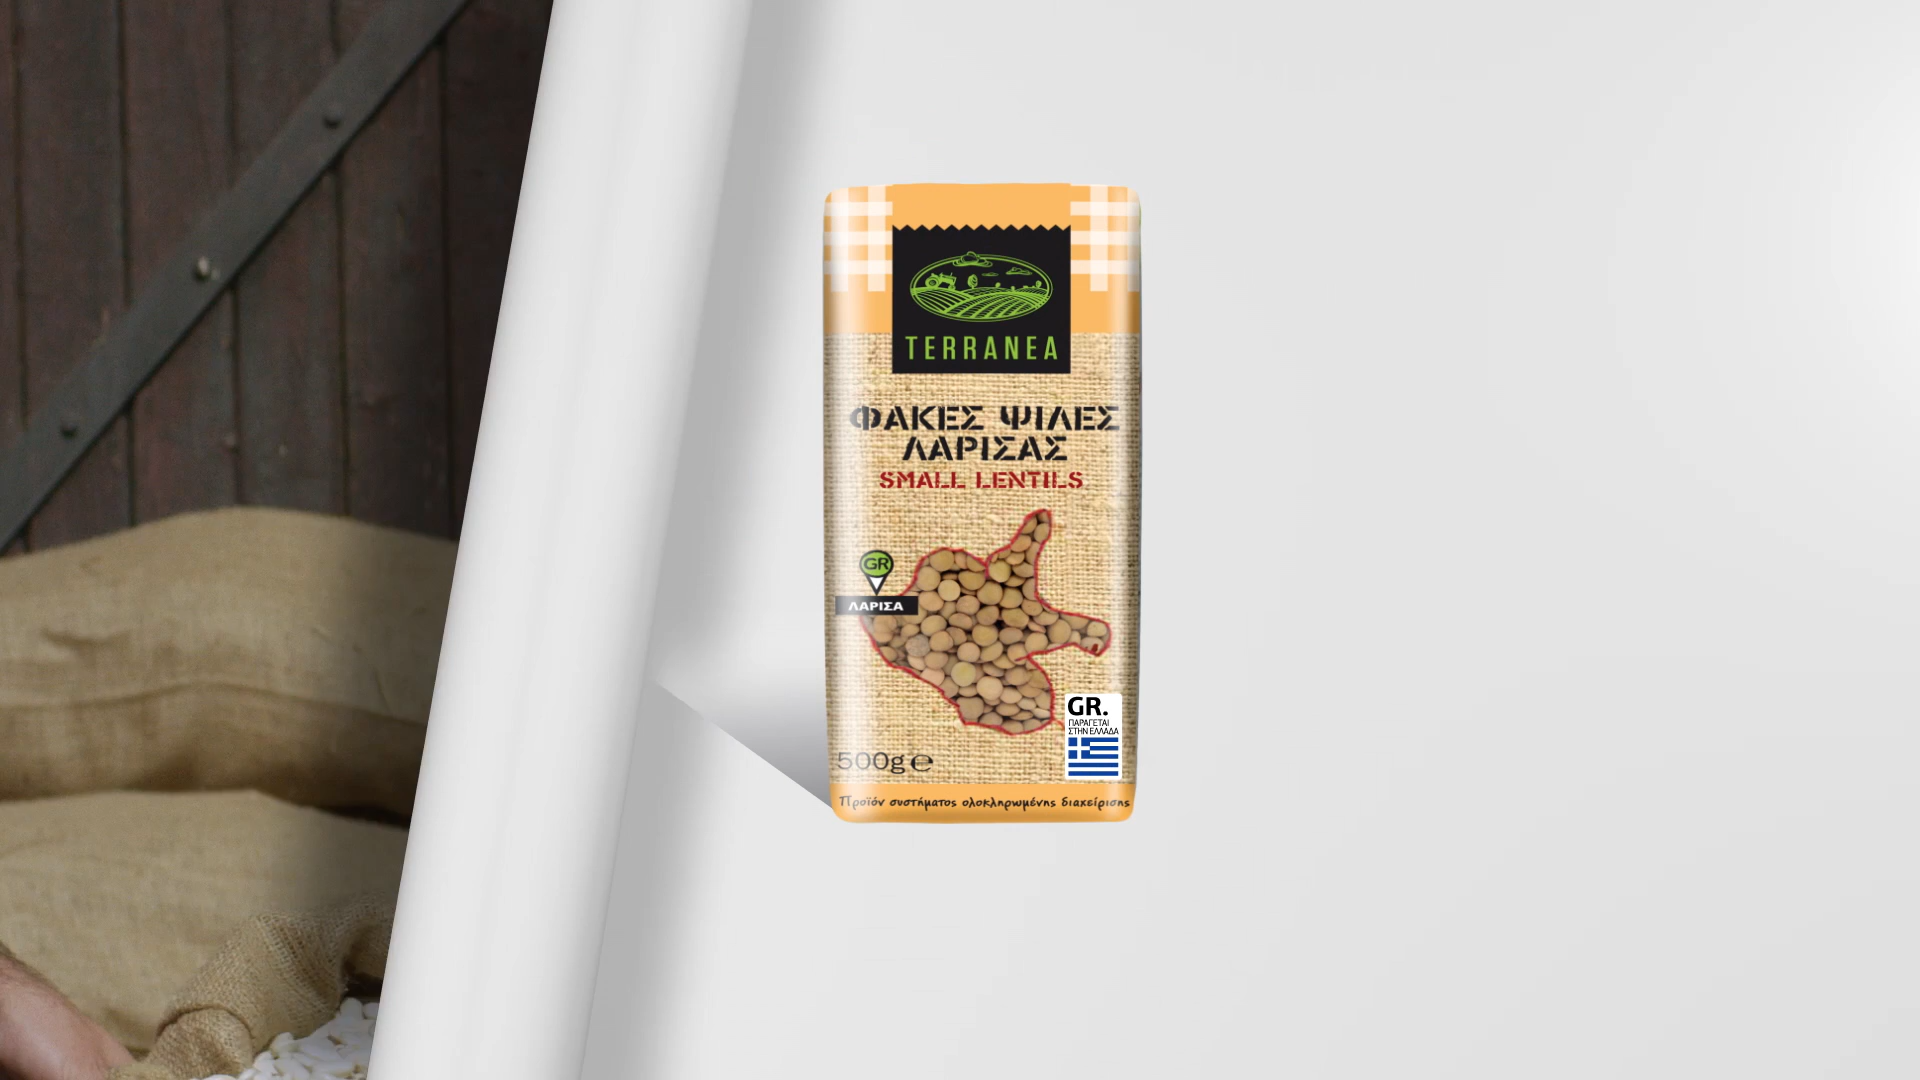 TERRANEA
ΦΑΚΕΣ ΨΙΛΕΣ
ΛΑΡΙΣΑΣ
SMALL LENTILS
GR
ΛΑΡΙΣΑ
GR.
ΠΑΡΑΓΕΤΑΙ
ΣΤΗΝ ΕΛΛΑΔΑ
500g ℮
Προϊόν συστήματος ολοκληρωμένης διαχείρισης